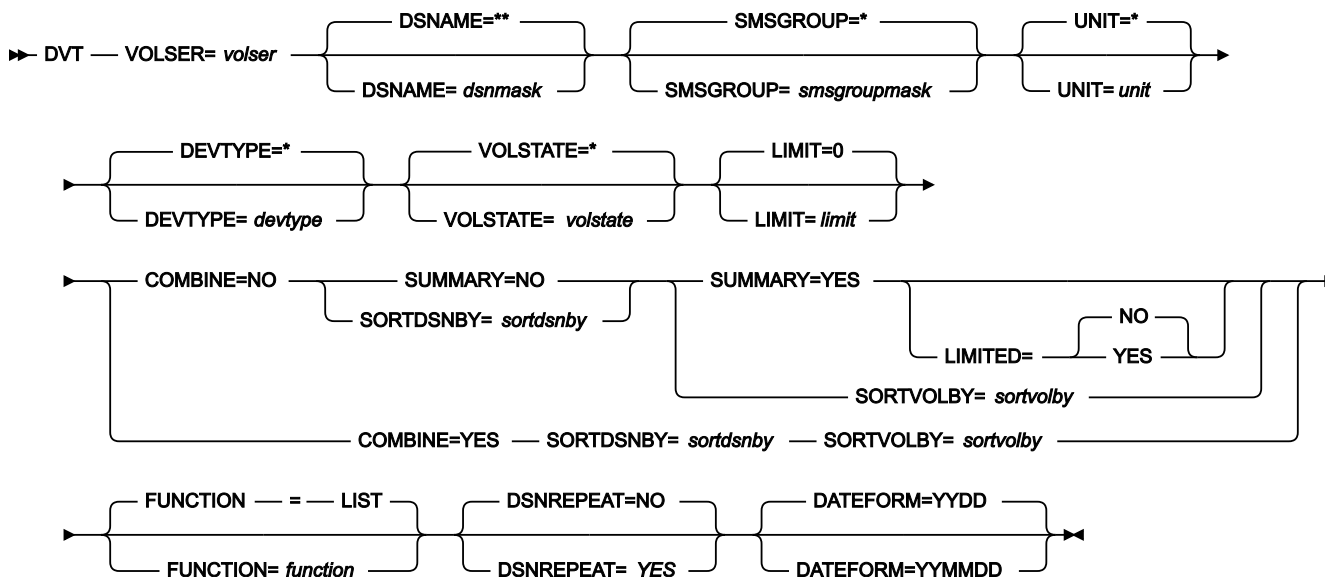 DSNAME=** SMSGROUP=* UNIT=*
DVT VOLSER= volser
DSNAME= dsnmask SMSGROUP= smsgroupmask UNIT= unit
DEVTYPE=* VOLSTATE=* LIMIT=0
DEVTYPE= devtype VOLSTATE= volstate LIMIT= limit
COMBINE=NO SUMMARY=NO SUMMARY=YES
SORTDSNBY= sortdsnby NO
LIMITED= YES
SORTVOLBY= sortvolby
COMBINE=YES SORTDSNBY= sortdsnby SORTVOLBY= sortvolby
FUNCTION = LIST DSNREPEAT=NO DATEFORM=YYDD
FUNCTION= function DSNREPEAT= YES DATEFORM=YYMMDD